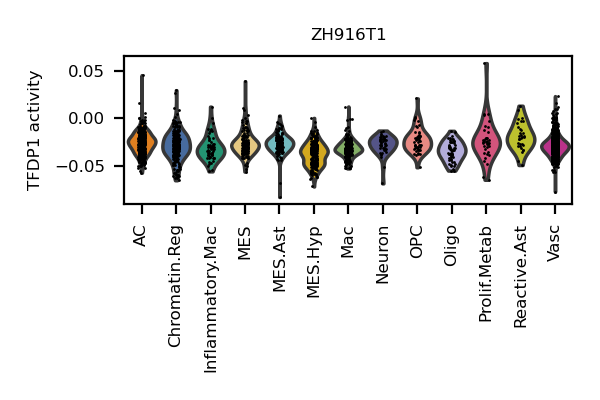 ZH916T1
TFDP1 activity
0.05
0.00
−0.05
AC
Chromatin.Reg
Inflammatory.Mac
MES
MES.Ast
MES.Hyp
Mac
Neuron
OPC
Oligo
Prolif.Metab
Reactive.Ast
Vasc